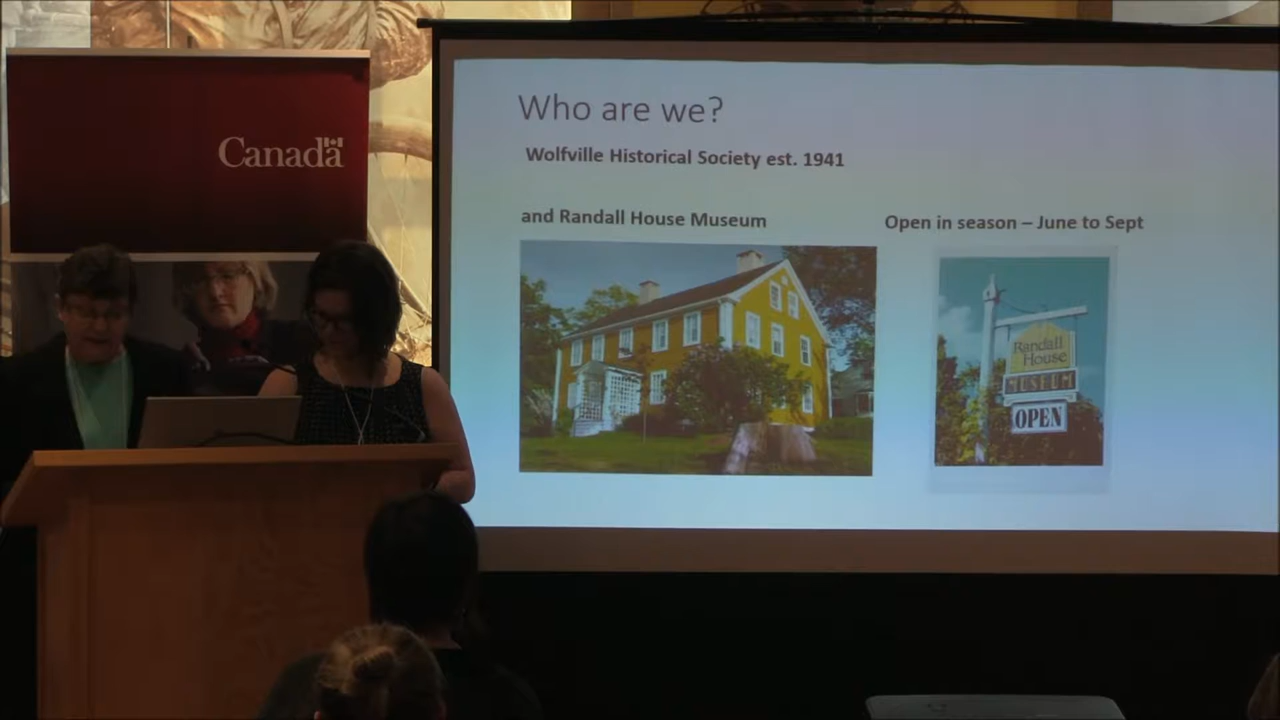 Canada
Who are we?
Wolfville Historical Society est. 1941
and Randall House Museum
Open in season – June to Sept
Randall
House
MUSEUM
OPEN